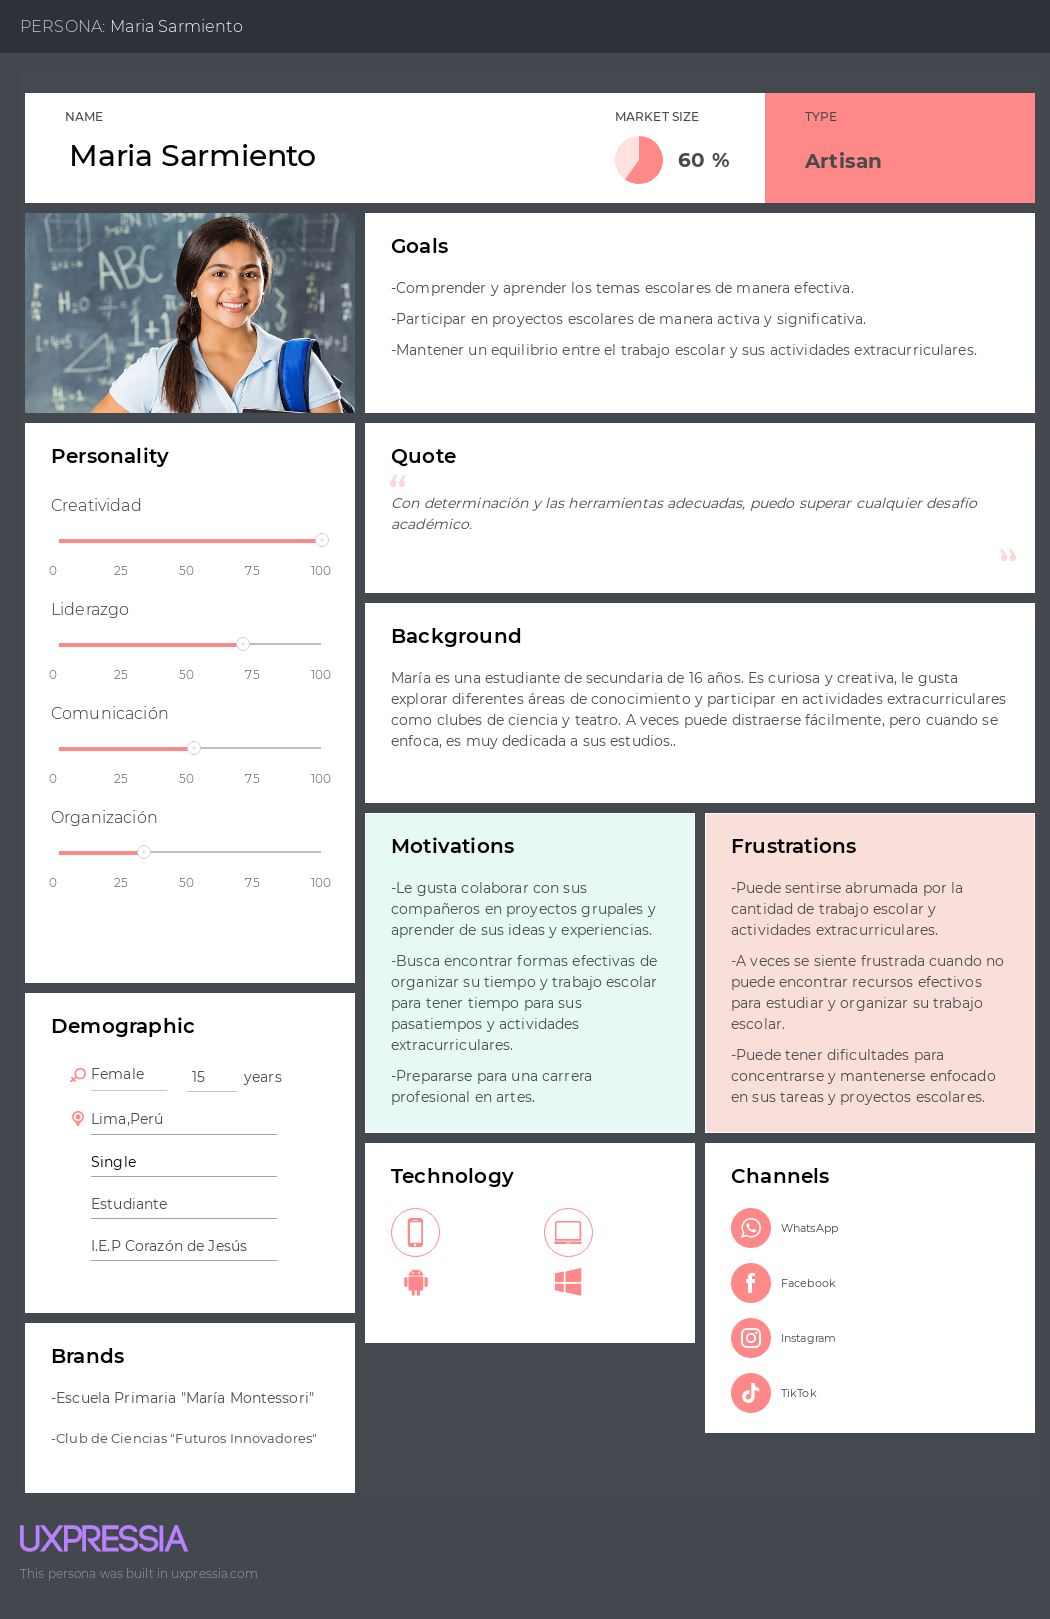 PERSONA: Maria Sarmiento
NAME
Maria Sarmiento
MARKET SIZE
60 %
TYPE
Artisan
ABC
1+1
Goals
-Comprender y aprender los temas escolares de manera efectiva.
-Participar en proyectos escolares de manera activa y significativa.
-Mantener un equilibrio entre el trabajo escolar y sus actividades extracurriculares.
Personality
Creatividad
0 25 50 75 100
Liderazgo
0 25 50 75 100
Comunicación
0 25 50 75 100
Organización
0 25 50 75 100
Quote
“
Con determinación y las herramientas adecuadas, puedo superar cualquier desafío
académico.
”
Background
María es una estudiante de secundaria de 16 años. Es curiosa y creativa, le gusta
explorar diferentes áreas de conocimiento y participar en actividades extracurriculares
como clubes de ciencia y teatro. A veces puede distraerse fácilmente, pero cuando se
enfoca, es muy dedicada a sus estudios..
Motivations
-Le gusta colaborar con sus
compañeros en proyectos grupales y
aprender de sus ideas y experiencias.
-Busca encontrar formas efectivas de
organizar su tiempo y trabajo escolar
para tener tiempo para sus
pasatiempos y actividades
extracurriculares.
-Prepararse para una carrera
profesional en artes.
Frustrations
-Puede sentirse abrumada por la
cantidad de trabajo escolar y
actividades extracurriculares.
-A veces se siente frustrada cuando no
puede encontrar recursos efectivos
para estudiar y organizar su trabajo
escolar.
-Puede tener dificultades para
concentrarse y mantenerse enfocado
en sus tareas y proyectos escolares.
Demographic
Female 15 years
Lima,Perú
Single
Estudiante
I.E.P Corazón de Jesús
Technology
Channels
WhatsApp
Facebook
Instagram
TikTok
Brands
-Escuela Primaria "María Montessori"
-Club de Ciencias "Futuros Innovadores"
UXPRESSIA
This persona was built in uxpressia.com